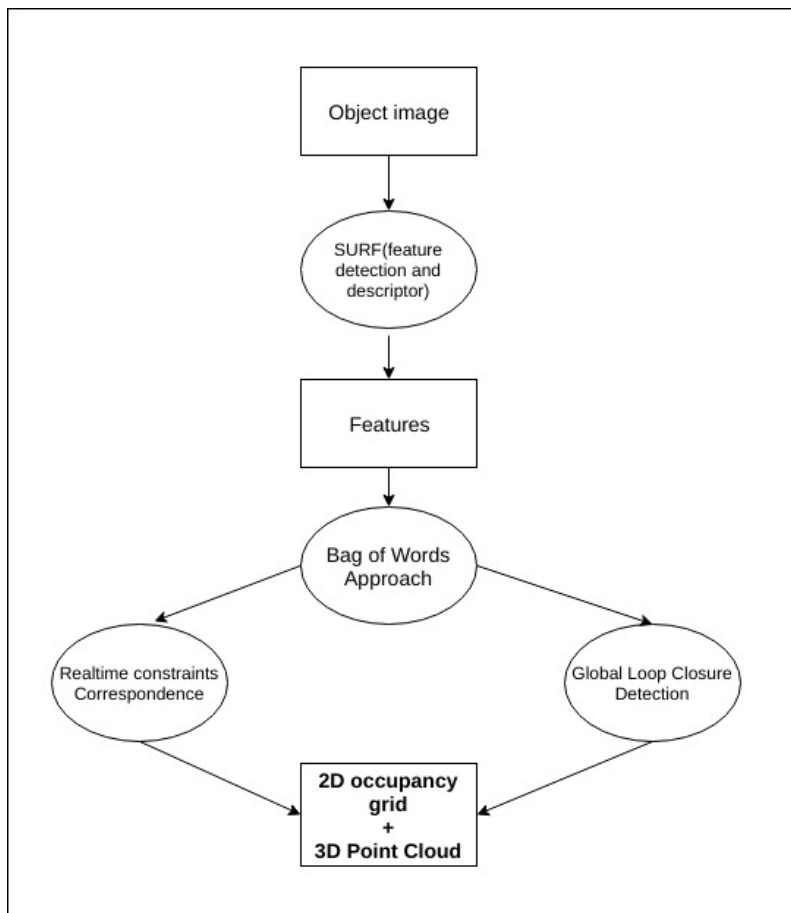 Object image
SURF(feature
detection and
descriptor)
Features
Bag of Words
Approach
Realtime constraints
Correspondence
Global Loop Closure
Detection
2D occupancy
grid
+
3D Point Cloud